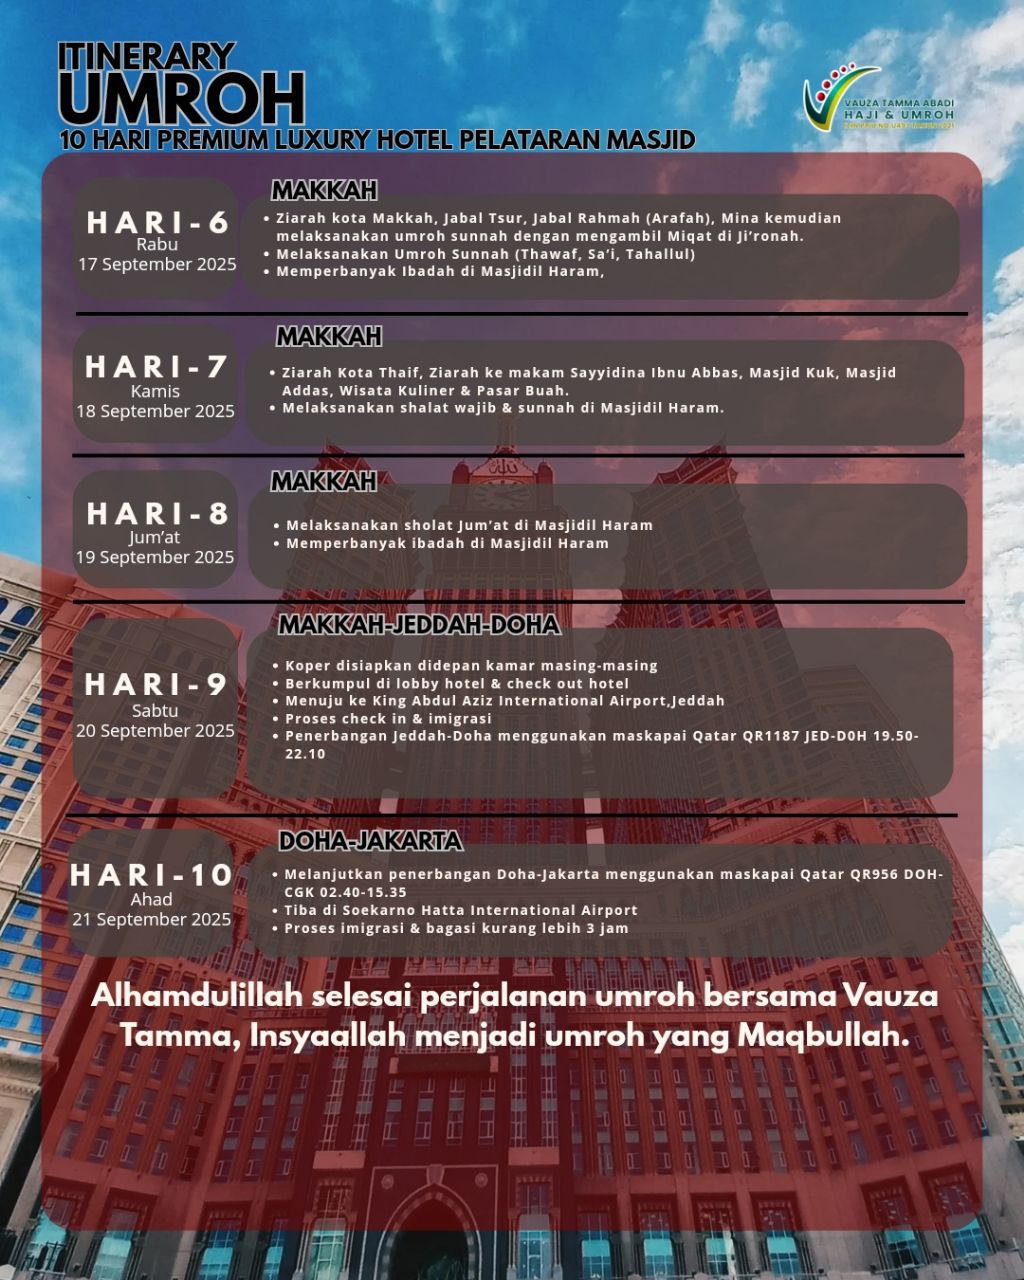 ITINERARY
UMROH
10 HARI PREMIUM LUXURY HOTEL PELATARAN MASJID
VAUZA TAMMA ABADI
HAJI & UMROH
HARI-6
Rabu
17 September 2025
MAKKAH
• Ziarah kota Makkah, Jabal Tsur, Jabal Rahmah (Arafah), Mina kemudian
melaksanakan umroh sunnah dengan mengambil Miqat di Ji’ronah.
• Melaksanakan Umroh Sunnah (Thawaf, Sa’i, Tahallul)
• Memperbanyak Ibadah di Masjidil Haram,
HARI-7
Kamis
18 September 2025
MAKKAH
• Ziarah Kota Thaif, Ziarah ke makam Sayyidina Ibnu Abbas, Masjid Kuk, Masjid
Addas, Wisata Kuliner & Pasar Buah.
• Melaksanakan shalat wajib & sunnah di Masjidil Haram.
HARI-8
Jum’at
19 September 2025
MAKKAH
• Melaksanakan sholat Jum’at di Masjidil Haram
• Memperbanyak ibadah di Masjidil Haram
HARI-9
Sabtu
20 September 2025
MAKKAH-JEDDAH-DOHA
• Koper disiapkan didepan kamar masing-masing
• Berkumpul di lobby hotel & check out hotel
• Menuju ke King Abdul Aziz International Airport,Jeddah
• Proses check in & imigrasi
• Penerbangan Jeddah-Doha menggunakan maskapai Qatar QR1187 JED-D0H 19.50-
22.10
HARI-10
Ahad
21 September 2025
DOHA-JAKARTA
• Melanjutkan penerbangan Doha-Jakarta menggunakan maskapai Qatar QR956 DOH-
CGK 02.40-15.35
• Tiba di Soekarno Hatta International Airport
• Proses imigrasi & bagasi kurang lebih 3 jam
Alhamdulillah selesai perjalanan umroh bersama Vauza
Tamma, Insyaallah menjadi umroh yang Maqbullah.